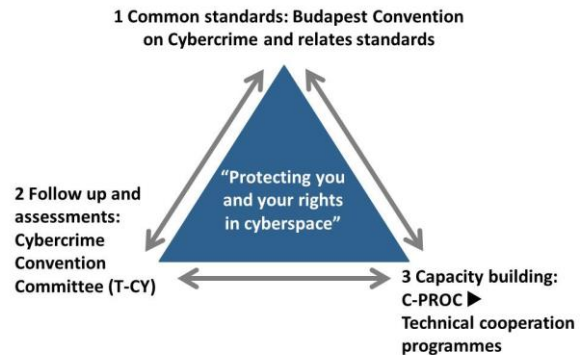 1 Common standards: Budapest Convention
on Cybercrime and relates standards
“Protecting you
and your rights
in cyberspace”
2 Follow up and
assessments:
Cybercrime
Convention
Committee (T-CY)
3 Capacity building:
C-PROC ▶
Technical cooperation
programmes